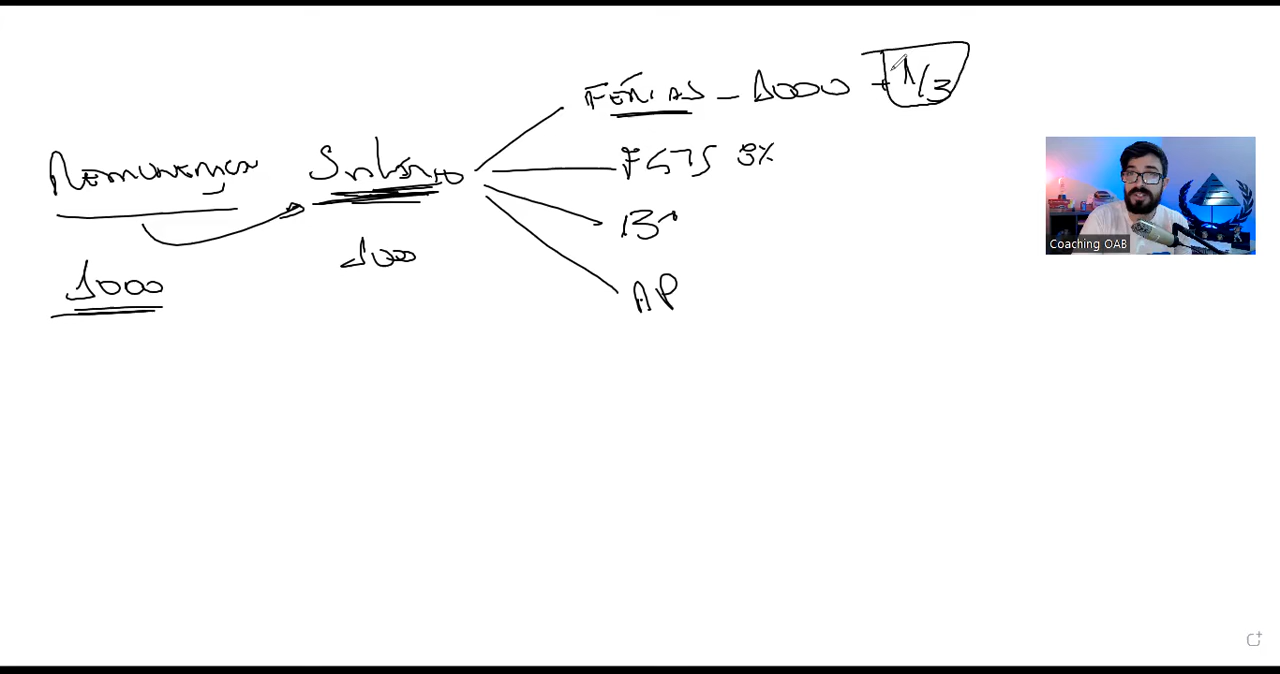 FÉRIAS - 1000 + 1/3
Remuneração Salário FGTS 8%
13º
1000 1000
AP
Coaching OAB